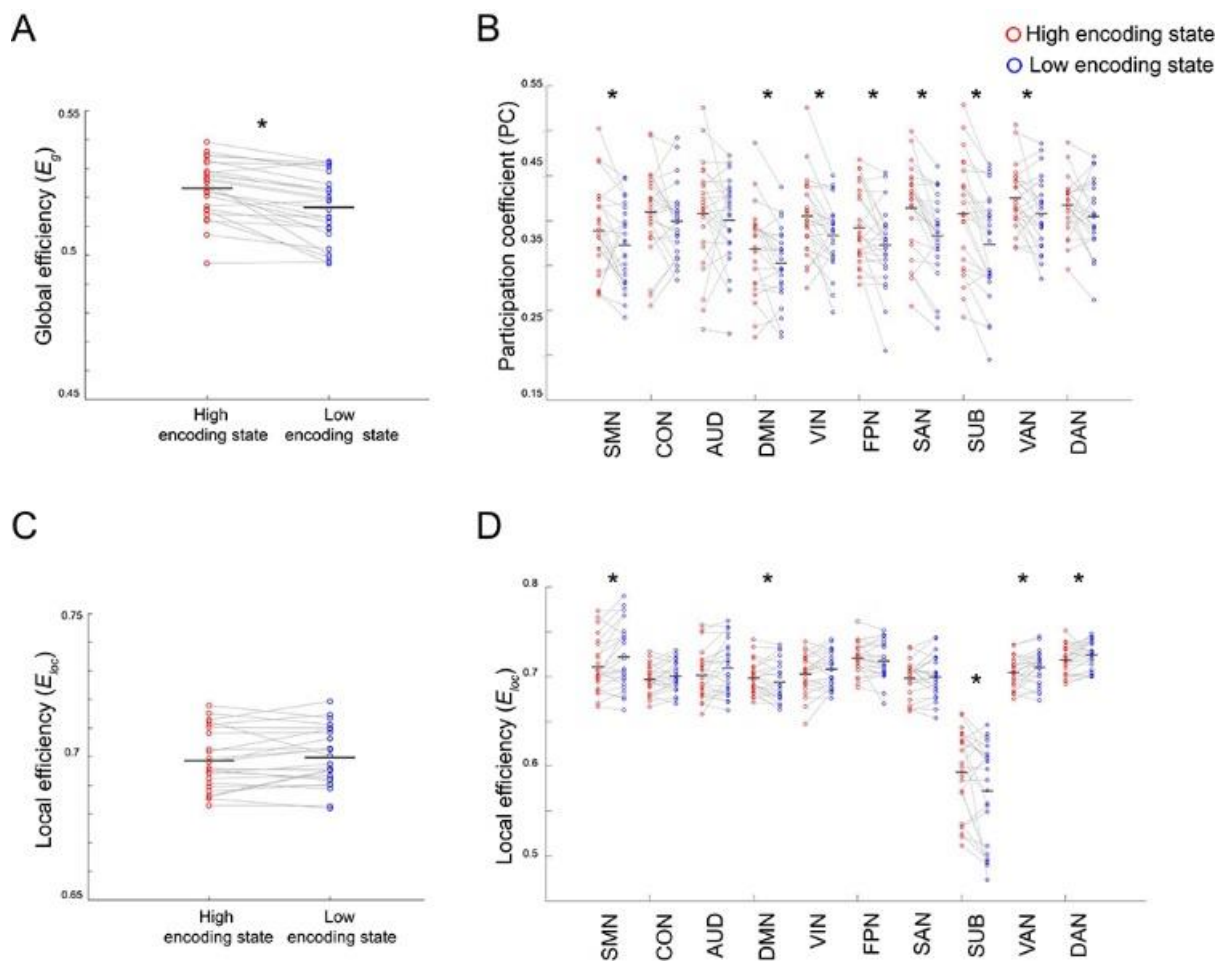 A
B
High encoding state
Low encoding state
*
Global efficiency (Eg)
0.55
0.5
0.45
High
encoding state
Low
encoding state
* * * * * * *
Participation coefficient (PC)
0.55
0.45
0.35
0.25
0.15
SMN
CON
AUD
DMN
VIN
FPN
SAN
SUB
VAN
DAN
C
D
Local efficiency (Eloc)
0.75
0.7
0.65
High
encoding state
Low
encoding state
* * * * *
Local efficiency (Eloc)
0.8
0.7
0.6
0.5
SMN
CON
AUD
DMN
VIN
FPN
SAN
SUB
VAN
DAN